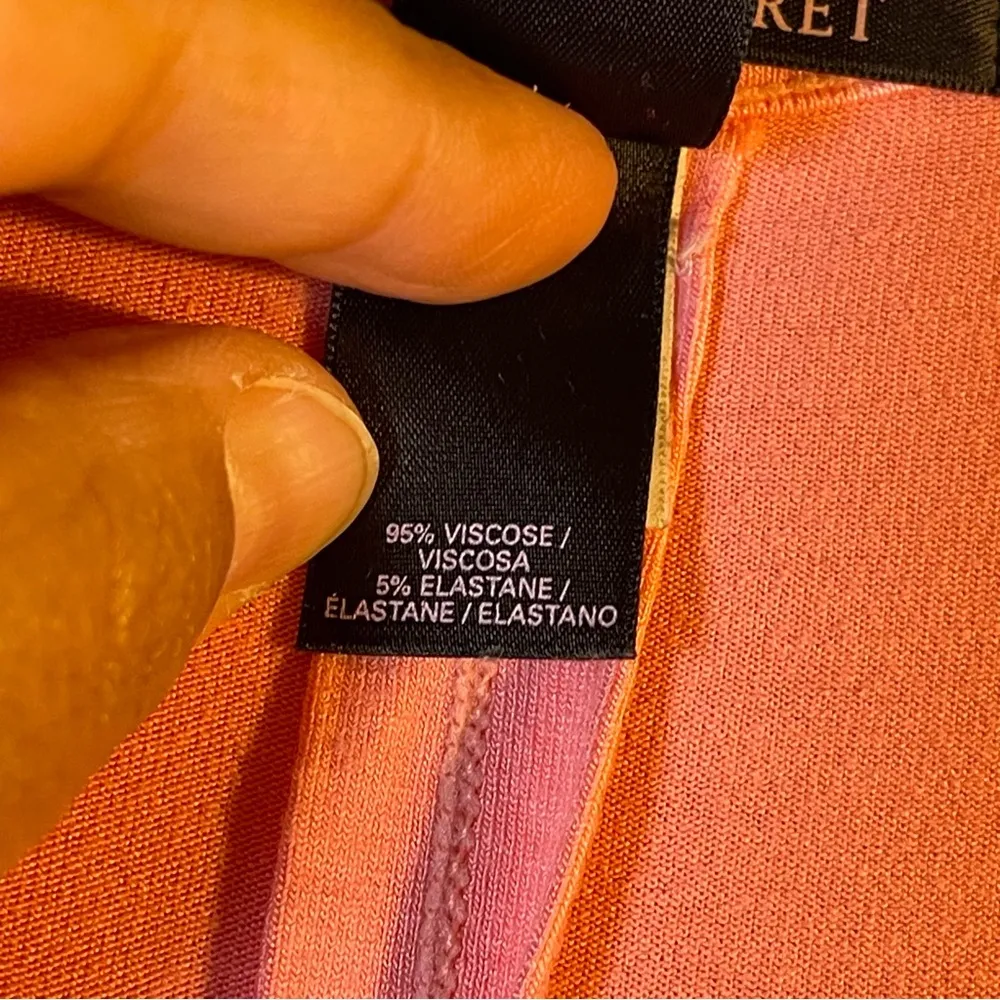 RET
95% VISCOSE /
VISCOSA
5% ELASTANE /
ÉLASTANE / ELASTANO